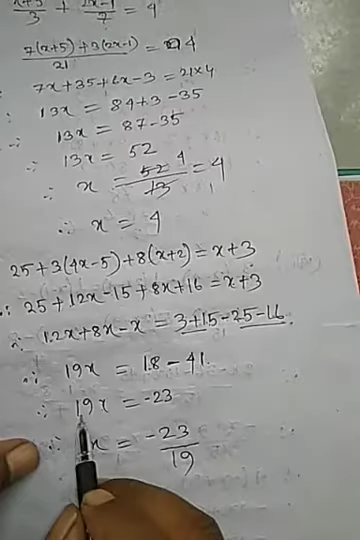 x+5/3 + 2x-1/7 = 4
7(x+5)+3(2x-1)/21 = 4
7x+35+6x-3 = 21×4
∴ 13x = 84+3-35
∴ 13x = 87-35
∴ 13x = 52
∴ x = 52 4/13 1 = 4
∴ x = 4
25+3(4x-5)+8(x+2) = x+3
∴ 25+12x-15+8x+16 = x+3
∴ 12x+8x-x = 3+15-25-16
∴ 19x = 18-41
∴ 19x = -23
∴ x = -23/19